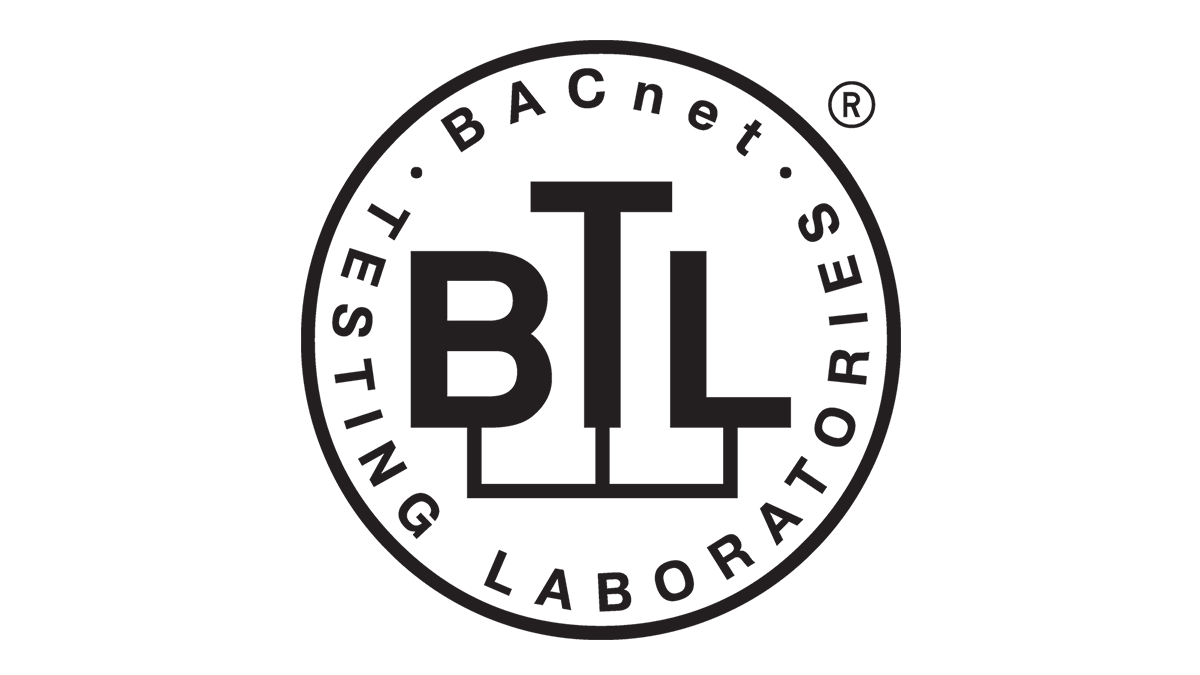 · BACnet ·
®
BTL
TESTING LABORATORIES